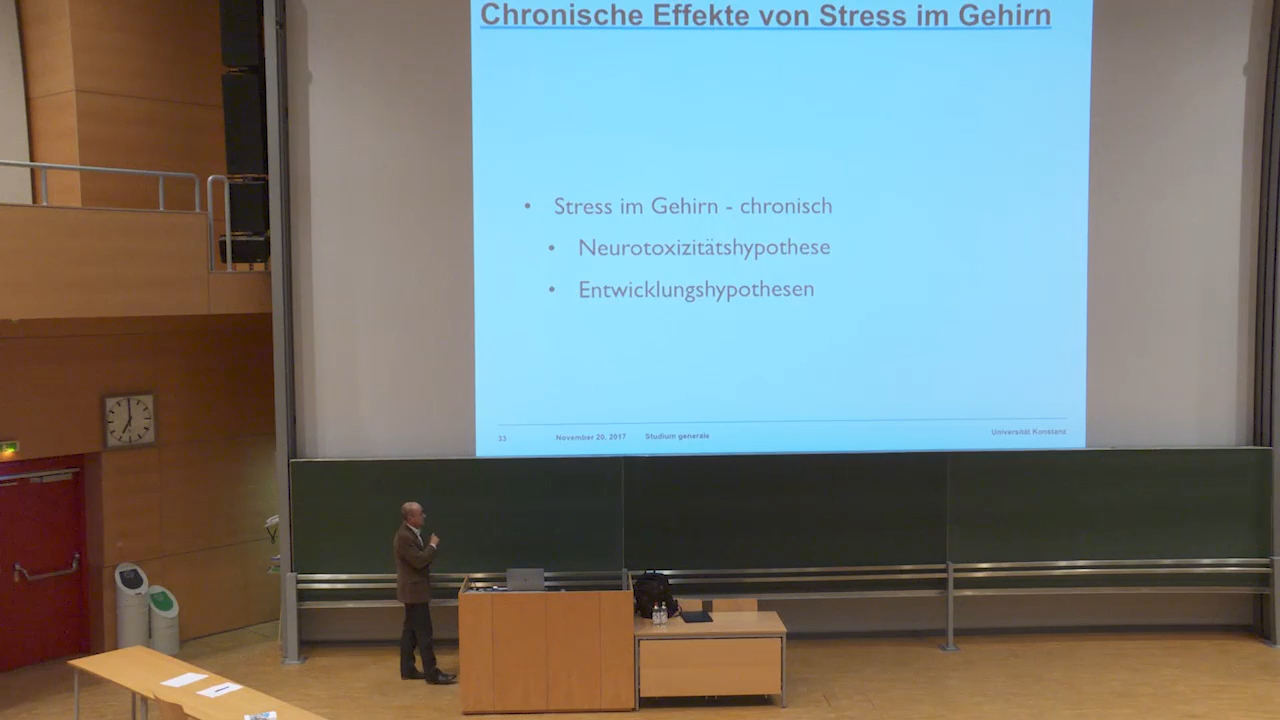 Chronische Effekte von Stress im Gehirn
• Stress im Gehirn - chronisch
• Neurotoxizitätshypothese
• Entwicklungshypothesen
33 November 20, 2017 Studium generale Universität Konstanz